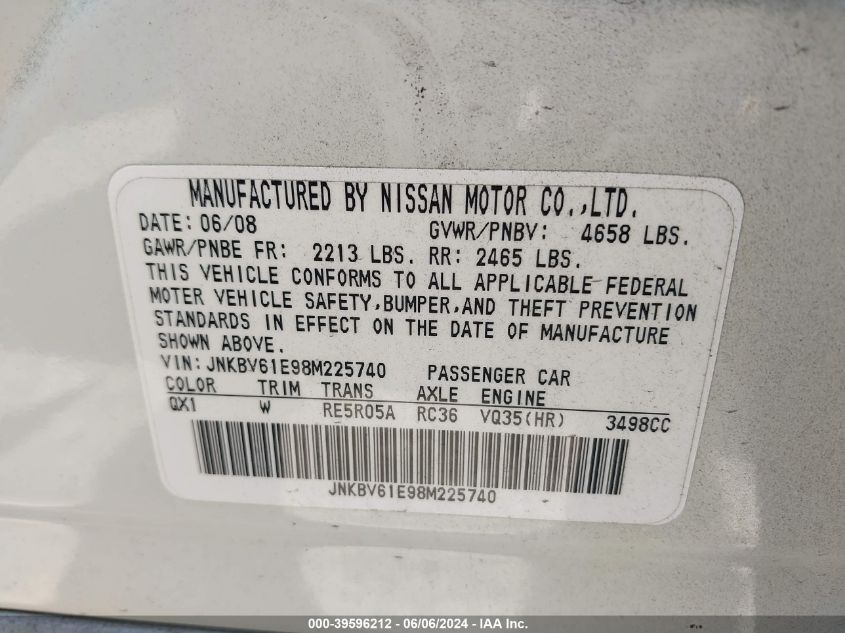 MANUFACTURED BY NISSAN MOTOR CO.,LTD.
DATE: 06/08 GVWR/PNBV: 4658 LBS.
GAWR/PNBE FR: 2213 LBS. RR: 2465 LBS.
THIS VEHICLE CONFORMS TO ALL APPLICABLE FEDERAL
MOTER VEHICLE SAFETY,BUMPER,AND THEFT PREVENTION
STANDARDS IN EFFECT ON THE DATE OF MANUFACTURE
SHOWN ABOVE.
VIN:JNKBV61E98M225740 PASSENGER CAR
COLOR TRIM TRANS AXLE ENGINE
QX1 W RE5R05A RC36 VQ35(HR) 3498CC
JNKBV61E98M225740
000-39596212 - 06/06/2024 - IAA Inc.